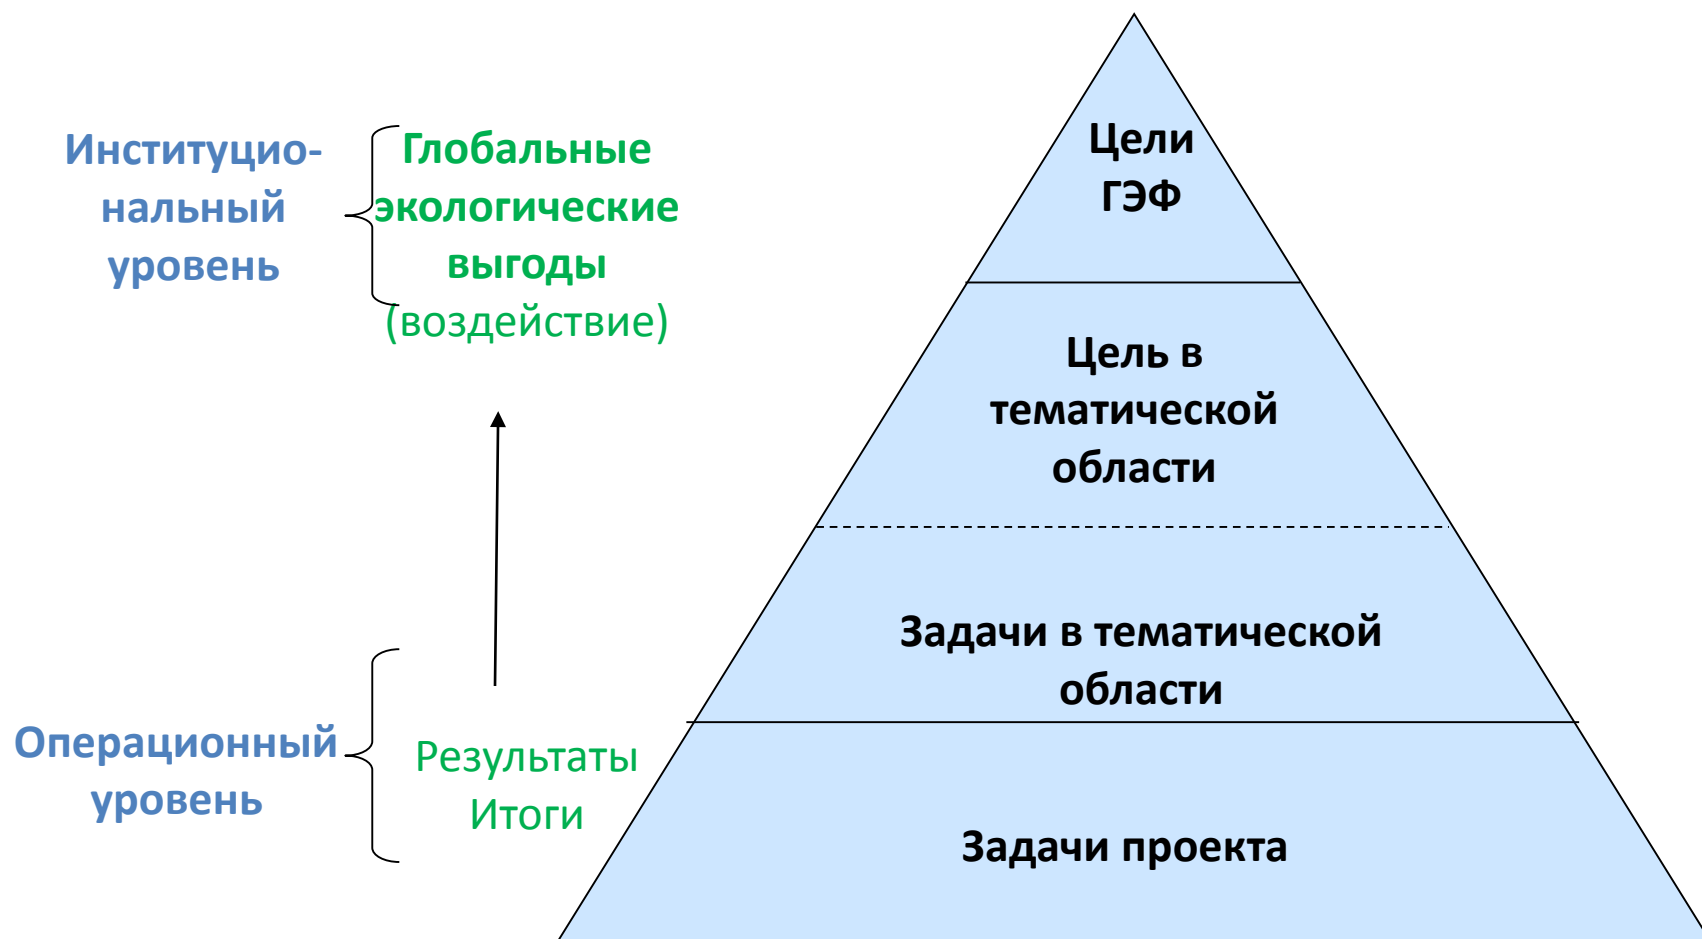 Институцио-
нальный
уровень
Глобальные
экологические
выгоды
(воздействие)
Операционный
уровень
Результаты
Итоги
Цели
ГЭФ
Цель в
тематической
области
Задачи в тематической
области
Задачи проекта